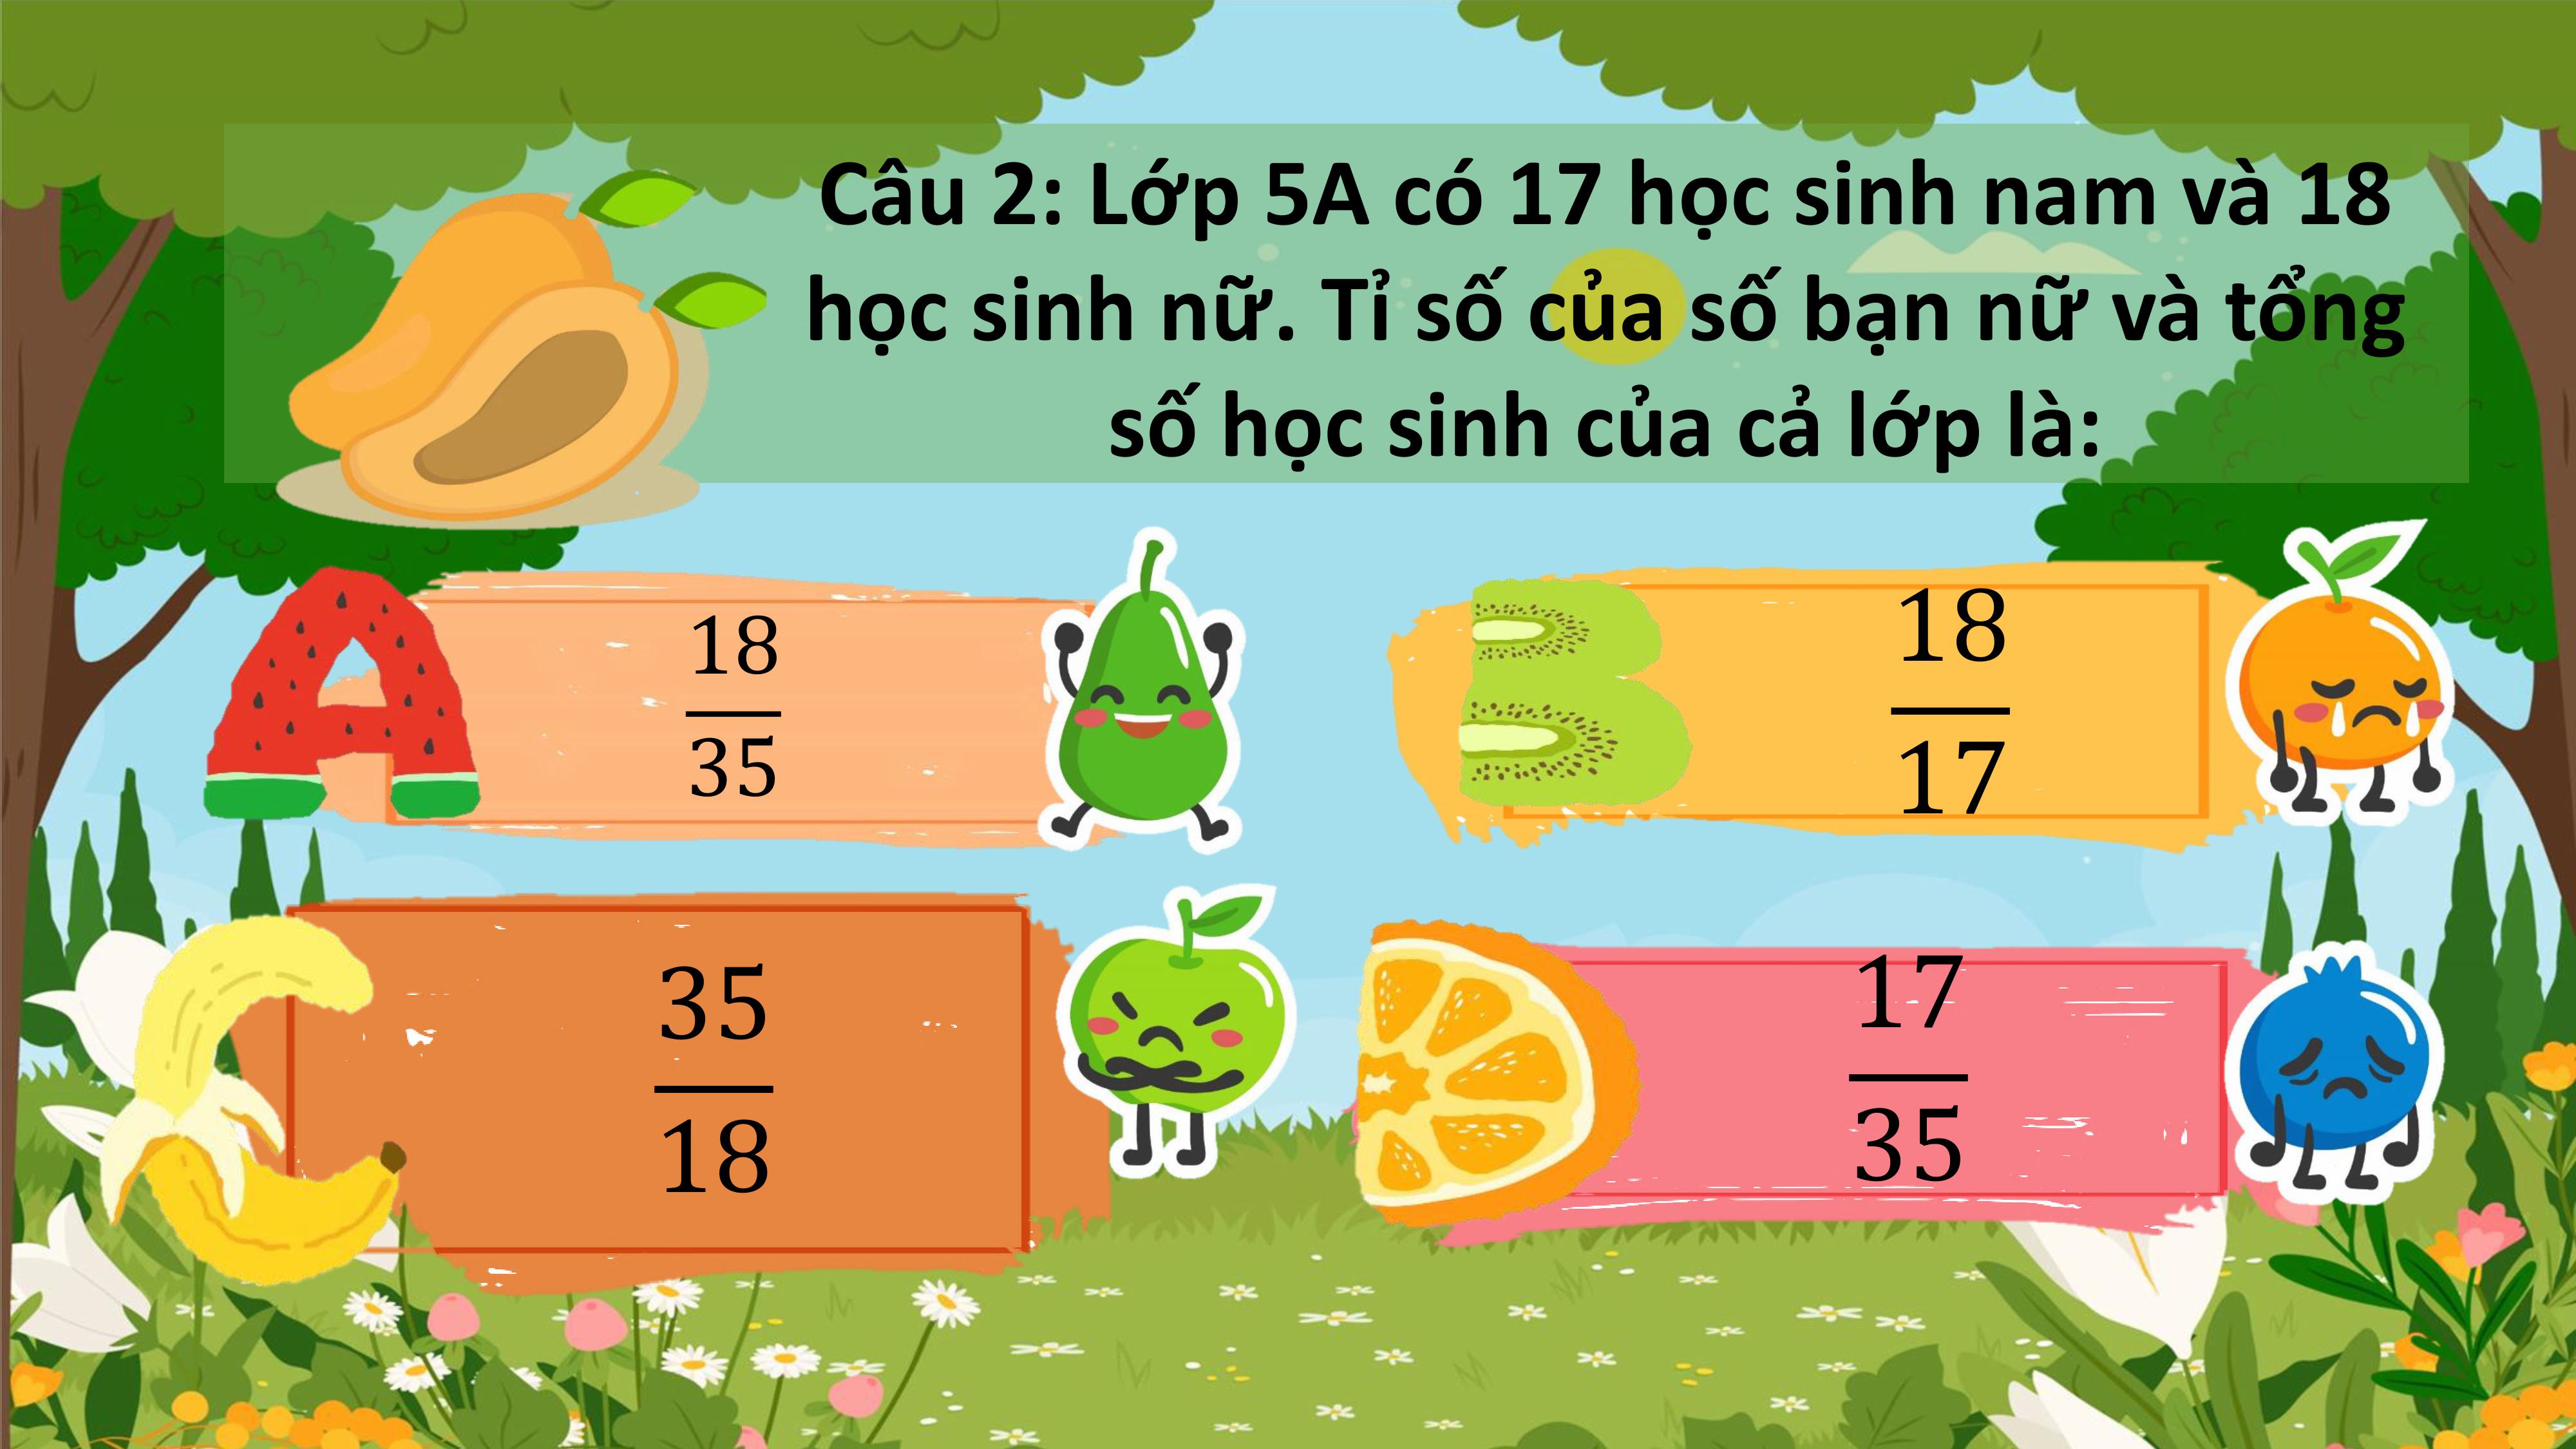 Câu 2: Lớp 5A có 17 học sinh nam và 18
học sinh nữ. Tỉ số của số bạn nữ và tổng
số học sinh của cả lớp là:
A
18
35
B
18
17
C
35
18
D
17
35